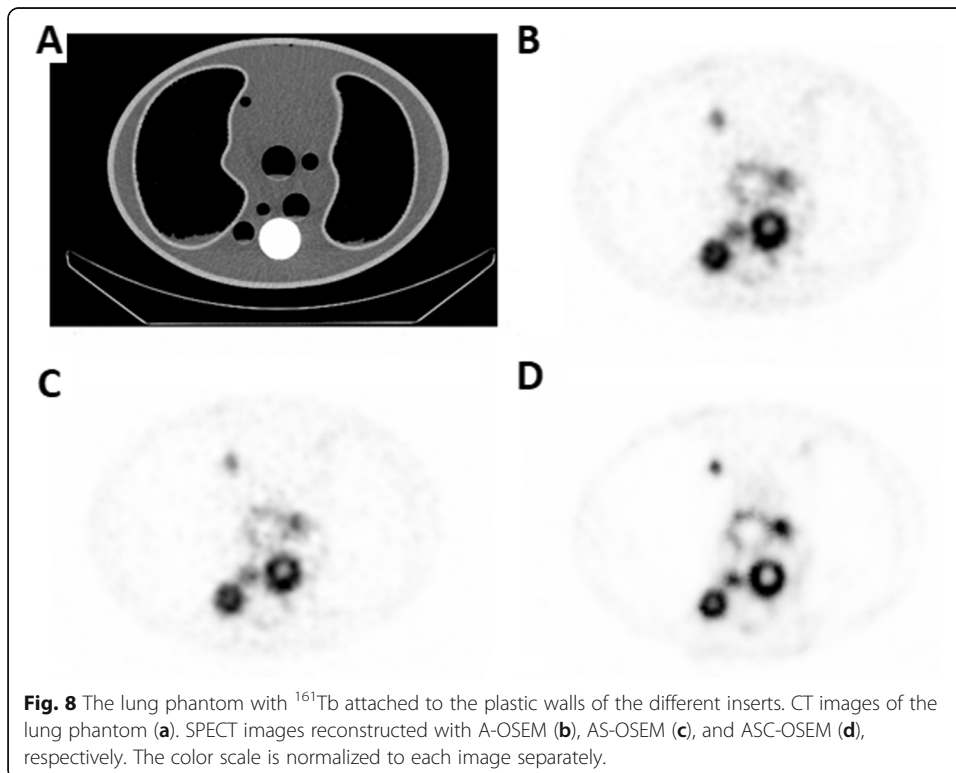 A
B
C
D
Fig. 8 The lung phantom with ¹⁶¹Tb attached to the plastic walls of the different inserts. CT images of the
lung phantom (a). SPECT images reconstructed with A-OSEM (b), AS-OSEM (c), and ASC-OSEM (d),
respectively. The color scale is normalized to each image separately.